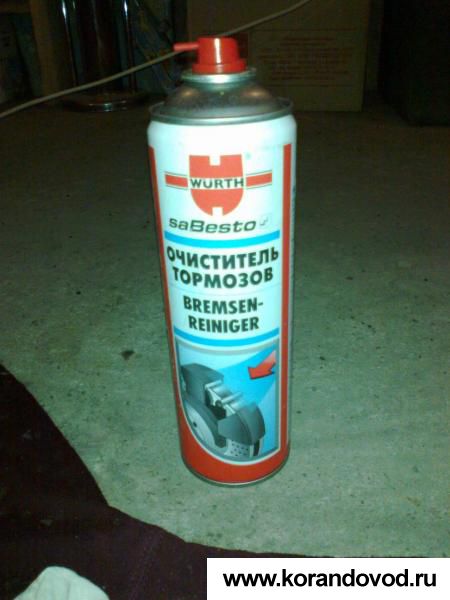 WÜRTH
saBesto
ОЧИСТИТЕЛЬ
ТОРМОЗОВ
BREMSEN-
REINIGER
www.korandovod.ru